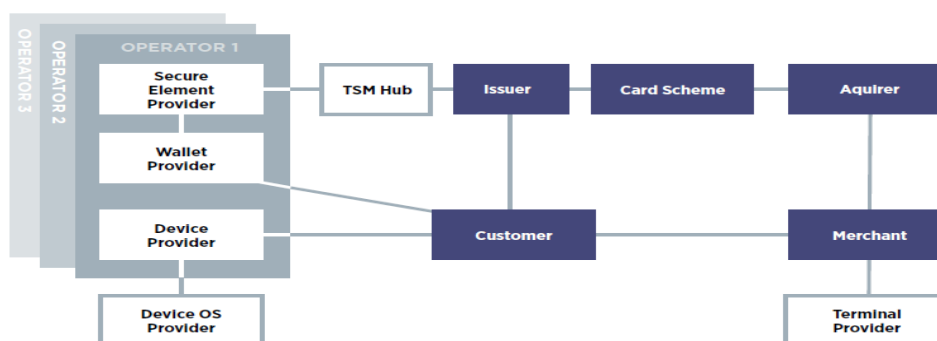 OPERATOR 3
OPERATOR 2
OPERATOR 1
Secure
Element
Provider
TSM Hub
Issuer
Card Scheme
Aquirer
Wallet
Provider
Device
Provider
Customer
Merchant
Device OS
Provider
Terminal
Provider